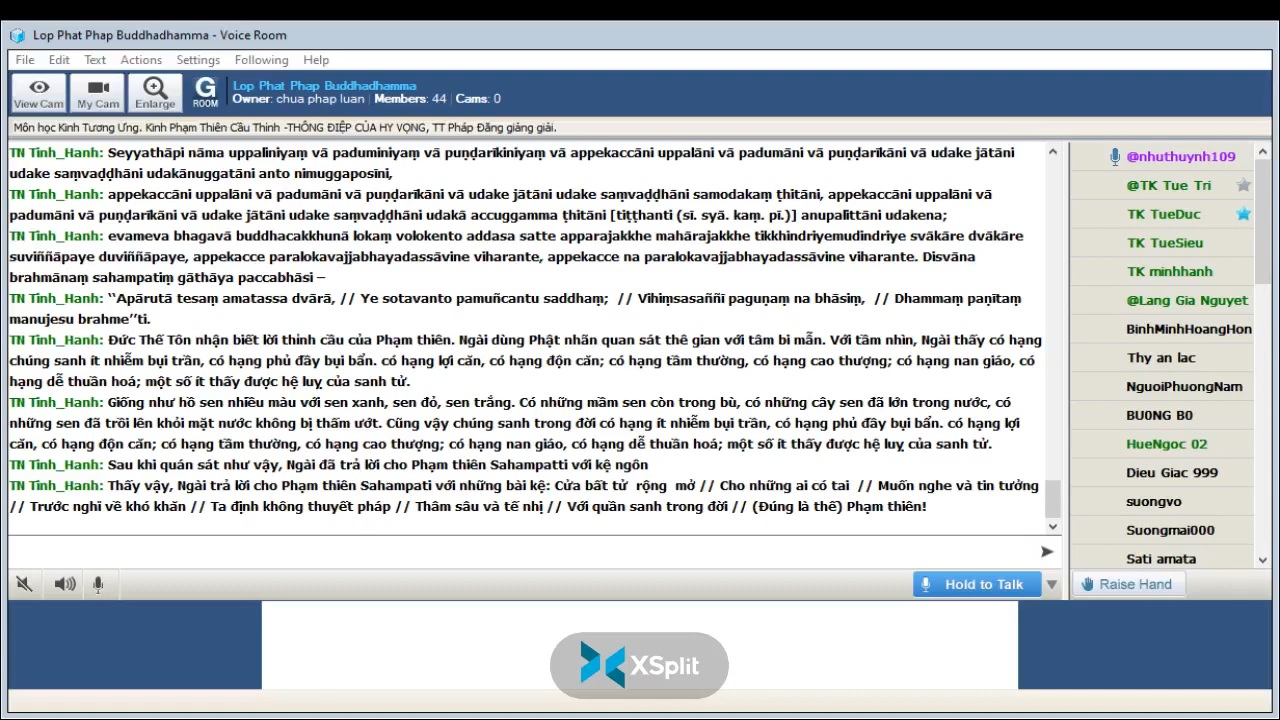 Lop Phat Phap Buddhadhamma - Voice Room
File Edit Text Actions Settings Following Help
View Cam My Cam Enlarge G ROOM
Lop Phat Phap Buddhadhamma
Owner: chua phap luan | Members: 44 | Cams: 0
Môn học Kinh Tương Ưng. Kinh Phạm Thiên Cầu Thỉnh -THÔNG ĐIỆP CỦA HY VỌNG, TT Pháp Đăng giảng giải.
TN Tinh_Hanh: Seyyathāpi nāma uppaliniyaṃ vā paduminiyaṃ vā puṇḍarīkiniyaṃ vā appekaccāni uppalāni vā padumāni vā puṇḍarīkāni vā udake jātāni
udake saṃvaḍḍhāni udakānuggatāni anto nimuggaposīni,
TN Tinh_Hanh: appekaccāni uppalāni vā padumāni vā puṇḍarīkāni vā udake jātāni udake saṃvaḍḍhāni samodakaṃ ṭhitāni, appekaccāni uppalāni vā
padumāni vā puṇḍarīkāni vā udake jātāni udake saṃvaḍḍhāni udakā accuggamma ṭhitāni [tiṭṭhanti (sī. syā. kaṃ. pī.)] anupalittāni udakena;
TN Tinh_Hanh: evameva bhagavā buddhacakkhunā lokaṃ volokento addasa satte apparajakkhe mahārajakkhe tikkhindriyemudindriye svākāre dvākāre
suviññāpaye duviññāpaye, appekacce paralokavajjabhayadassāvine viharante, appekacce na paralokavajjabhayadassāvine viharante. Disvāna
brahmānaṃ sahampatiṃ gāthāya paccabhāsi –
TN Tinh_Hanh: ‘‘Apārutā tesaṃ amatassa dvārā, // Ye sotavanto pamuñcantu saddhaṃ; // Vihiṃsasaññī paguṇaṃ na bhāsiṃ, // Dhammaṃ paṇītaṃ
manujesu brahme’’ti.
TN Tinh_Hanh: Đức Thế Tôn nhận biết lời thỉnh cầu của Phạm thiên. Ngài dùng Phật nhãn quan sát thế gian với tâm bi mẫn. Với tầm nhìn, Ngài thấy có hạng
chúng sanh ít nhiễm bụi trần, có hạng phủ đầy bụi bẩn. có hạng lợi căn, có hạng độn căn; có hạng tầm thường, có hạng cao thượng; có hạng nan giáo, có
hạng dễ thuần hoá; một số ít thấy được hệ luỵ của sanh tử.
TN Tinh_Hanh: Giống như hồ sen nhiều màu với sen xanh, sen đỏ, sen trắng. Có những mầm sen còn trong bù, có những cây sen đã lớn trong nước, có
những sen đã trồi lên khỏi mặt nước không bị thấm ướt. Cũng vậy chúng sanh trong đời có hạng ít nhiễm bụi trần, có hạng phủ đầy bụi bẩn. có hạng lợi
căn, có hạng độn căn; có hạng tầm thường, có hạng cao thượng; có hạng nan giáo, có hạng dễ thuần hoá; một số ít thấy được hệ luỵ của sanh tử.
TN Tinh_Hanh: Sau khi quán sát như vậy, Ngài đã trả lời cho Phạm thiên Sahampatti với kệ ngôn
TN Tinh_Hanh: Thấy vậy, Ngài trả lời cho Phạm thiên Sahampati với những bài kệ: Cửa bất tử rộng mở // Cho những ai có tai // Muốn nghe và tin tưởng
// Trước nghĩ về khó khăn // Ta định không thuyết pháp // Thâm sâu và tế nhị // Với quần sanh trong đời // (Đúng là thế) Phạm thiên!
@nhuthuynh109
@TK Tue Tri
TK TueDuc
TK TueSieu
TK minhhanh
@Lang Gia Nguyet
BinhMinhHoangHon
Thy an lac
NguoiPhuongNam
BU0NG B0
HueNgoc 02
Dieu Giac 999
suongvo
Suongmai000
Sati amata
Hold to Talk
Raise Hand
XSplit